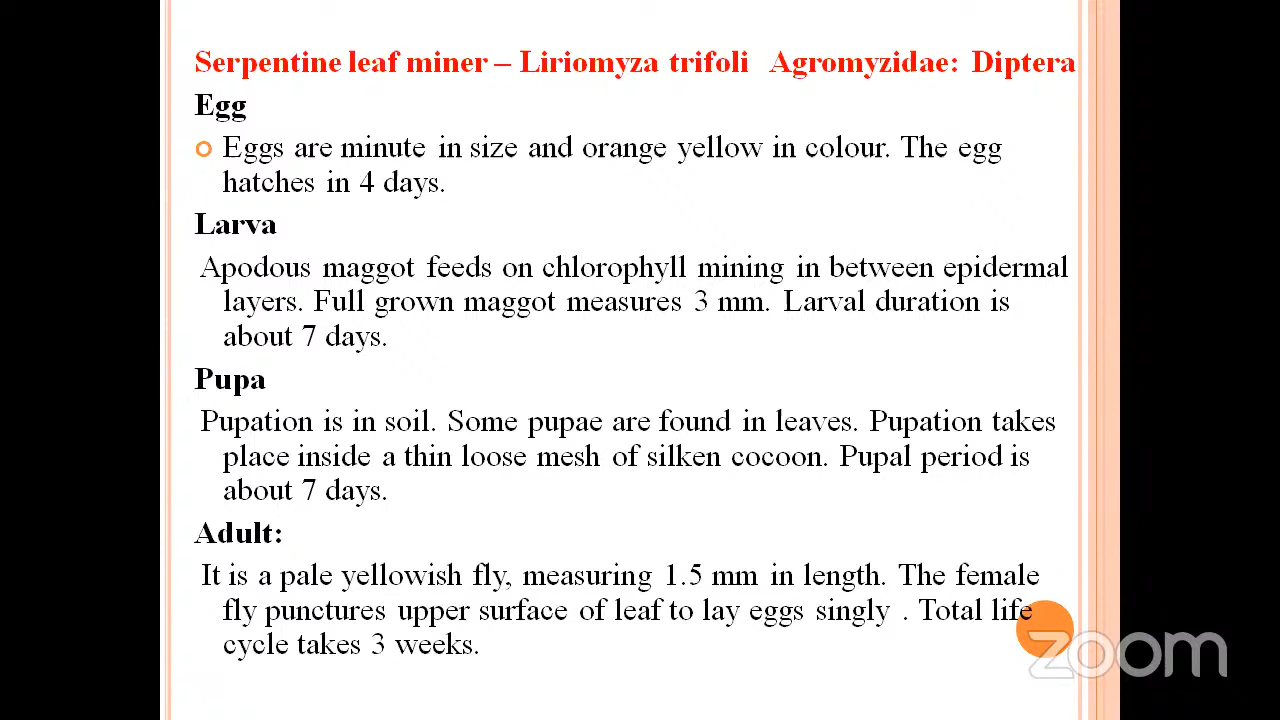 Serpentine leaf miner – Liriomyza trifoli Agromyzidae: Diptera
Egg
Eggs are minute in size and orange yellow in colour. The egg
hatches in 4 days.
Larva
Apodous maggot feeds on chlorophyll mining in between epidermal
layers. Full grown maggot measures 3 mm. Larval duration is
about 7 days.
Pupa
Pupation is in soil. Some pupae are found in leaves. Pupation takes
place inside a thin loose mesh of silken cocoon. Pupal period is
about 7 days.
Adult:
It is a pale yellowish fly, measuring 1.5 mm in length. The female
fly punctures upper surface of leaf to lay eggs singly . Total life
cycle takes 3 weeks.
zoom